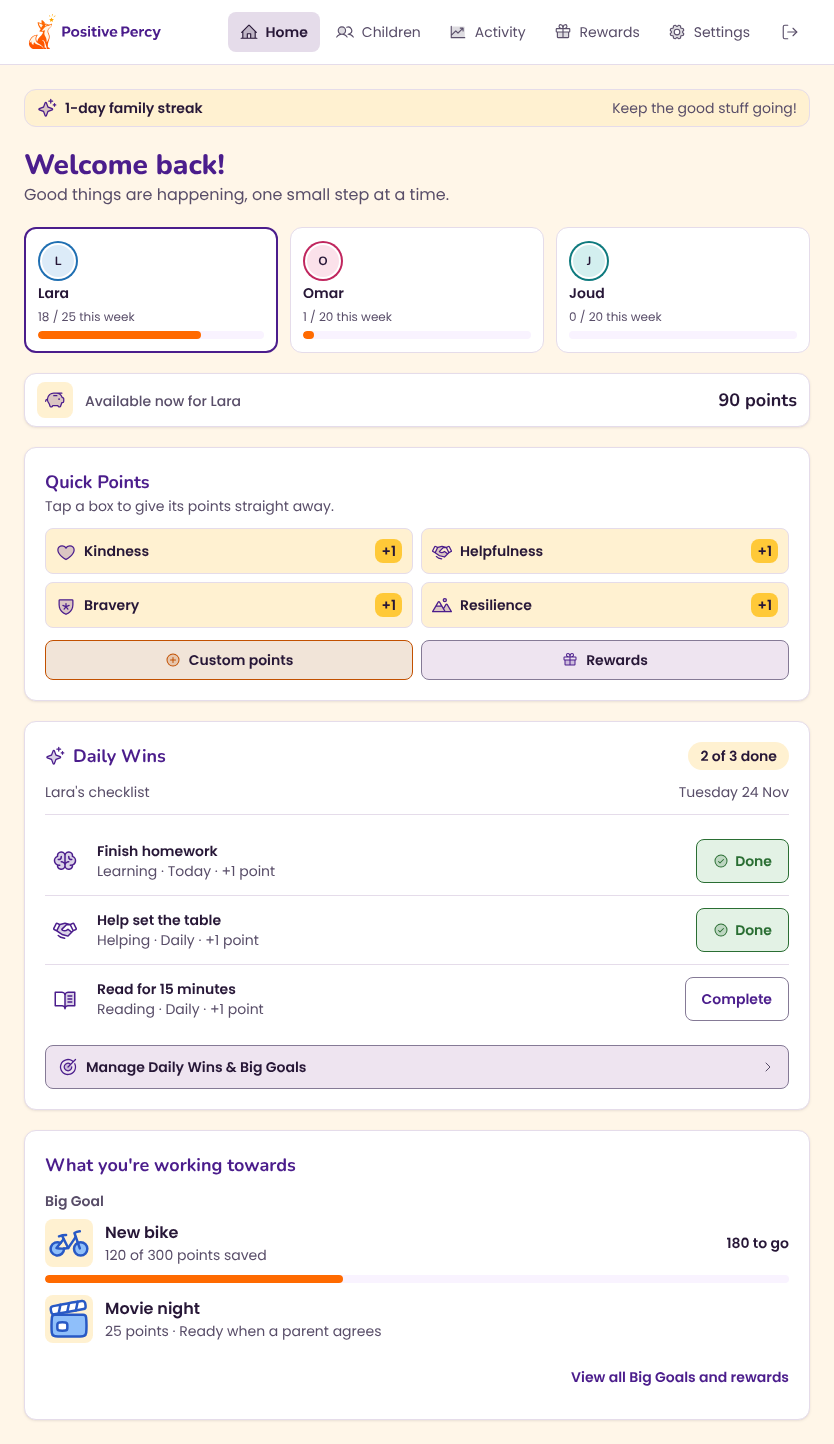 Positive Percy
Home
Children
Activity
Rewards
Settings
1-day family streak
Keep the good stuff going!
Welcome back!
Good things are happening, one small step at a time.
L
Lara
18 / 25 this week
O
Omar
1 / 20 this week
J
Joud
0 / 20 this week
Available now for Lara
90 points
Quick Points
Tap a box to give its points straight away.
Kindness
+1
Helpfulness
+1
Bravery
+1
Resilience
+1
Custom points
Rewards
Daily Wins
2 of 3 done
Lara's checklist
Tuesday 24 Nov
Finish homework
Learning · Today · +1 point
Done
Help set the table
Helping · Daily · +1 point
Done
Read for 15 minutes
Reading · Daily · +1 point
Complete
Manage Daily Wins & Big Goals
What you're working towards
Big Goal
New bike
120 of 300 points saved
180 to go
Movie night
25 points · Ready when a parent agrees
View all Big Goals and rewards